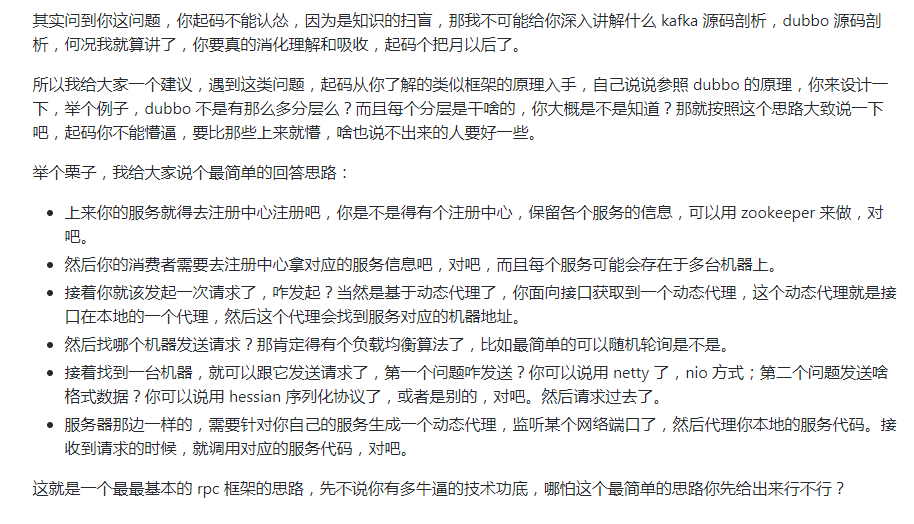 其实问到你这问题，你起码不能认怂，因为是知识的扫盲，那我不可能给你深入讲解什么 kafka 源码剖析，dubbo 源码剖
析，何况我就算讲了，你要真的消化理解和吸收，起码个把月以后了。
所以我给大家一个建议，遇到这类问题，起码从你了解的类似框架的原理入手，自己说说参照 dubbo 的原理，你来设计一
下，举个例子，dubbo 不是有那么多分层么？而且每个分层是干啥的，你大概是不是知道？那就按照这个思路大致说一下
吧，起码你不能懵逼，要比那些上来就懵，啥也说不出来的人要好一些。
举个栗子，我给大家说个最简单的回答思路：
• 上来你的服务就得去注册中心注册吧，你是不是得有个注册中心，保留各个服务的信息，可以用 zookeeper 来做，对
吧。
• 然后你的消费者需要去注册中心拿对应的服务信息吧，对吧，而且每个服务可能会存在于多台机器上。
• 接着你就该发起一次请求了，咋发起？当然是基于动态代理了，你面向接口获取到一个动态代理，这个动态代理就是接
口在本地的一个代理，然后这个代理会找到服务对应的机器地址。
• 然后找哪个机器发送请求？那肯定得有个负载均衡算法了，比如最简单的可以随机轮询是不是。
• 接着找到一台机器，就可以跟它发送请求了，第一个问题咋发送？你可以说用 netty 了，nio 方式；第二个问题发送啥
格式数据？你可以说用 hessian 序列化协议了，或者是别的，对吧。然后请求过去了。
• 服务器那边一样的，需要针对你自己的服务生成一个动态代理，监听某个网络端口了，然后代理你本地的服务代码。接
收到请求的时候，就调用对应的服务代码，对吧。
这就是一个最最基本的 rpc 框架的思路，先不说你有多牛逼的技术功底，哪怕这个最简单的思路你先给出来行不行？